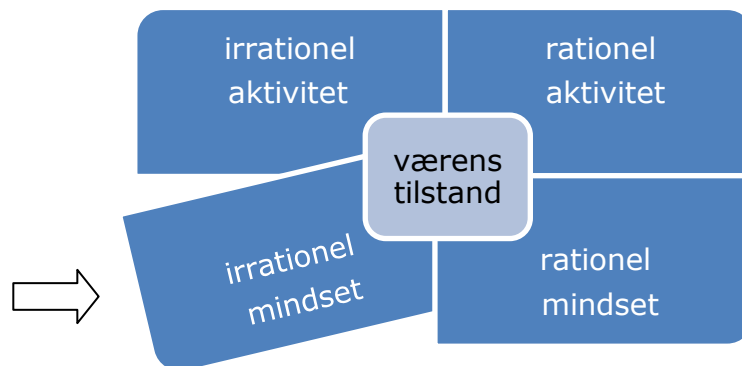 irrationel
aktivitet
rationel
aktivitet
værens
tilstand
irrationel
mindset
rationel
mindset